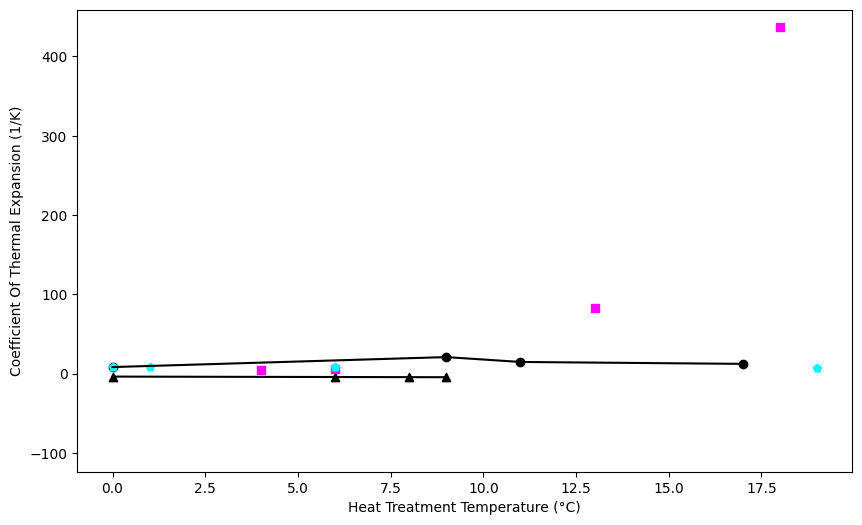 400
300
200
100
0
−100
Coefficient Of Thermal Expansion (1/K)
0.0 2.5 5.0 7.5 10.0 12.5 15.0 17.5
Heat Treatment Temperature (°C)